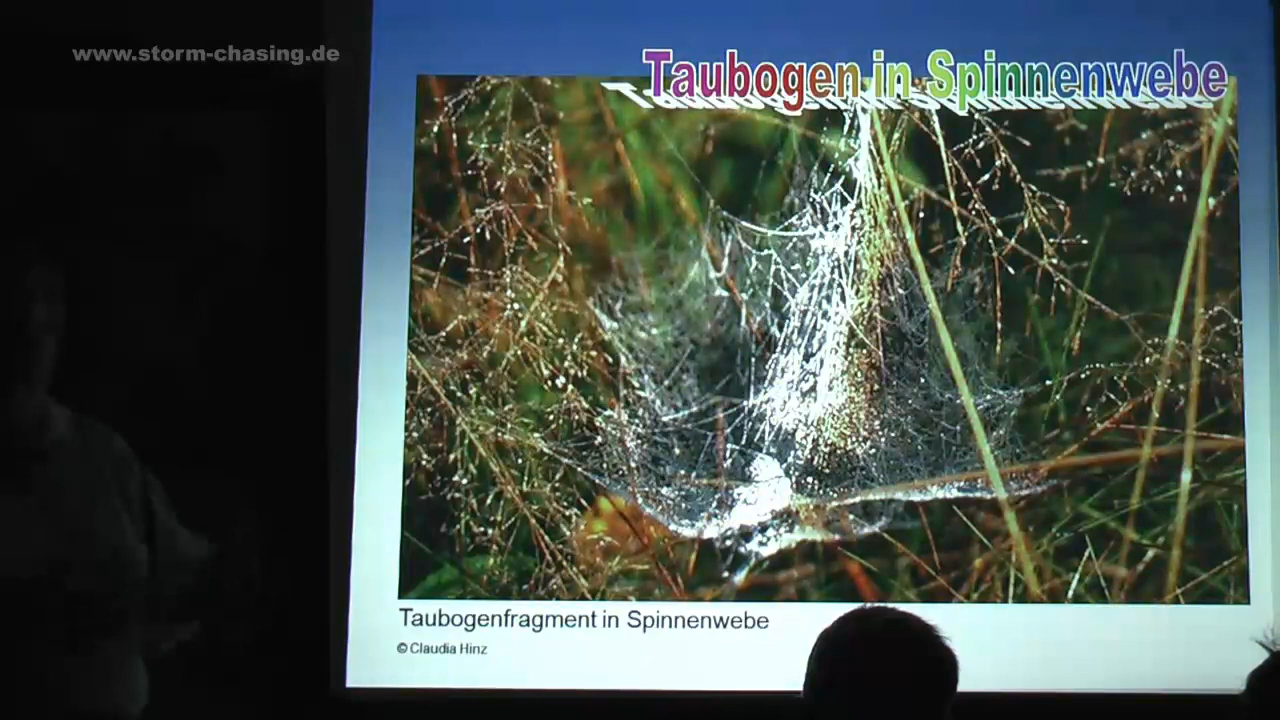 www.storm-chasing.de
Taubogen in Spinnenwebe
Taubogenfragment in Spinnenwebe
© Claudia Hinz